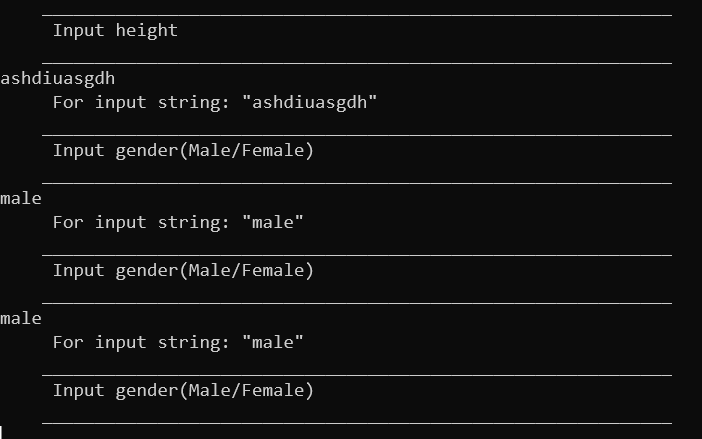 Input height
ashdiuasgdh
For input string: "ashdiuasgdh"
Input gender(Male/Female)
male
For input string: "male"
Input gender(Male/Female)
male
For input string: "male"
Input gender(Male/Female)